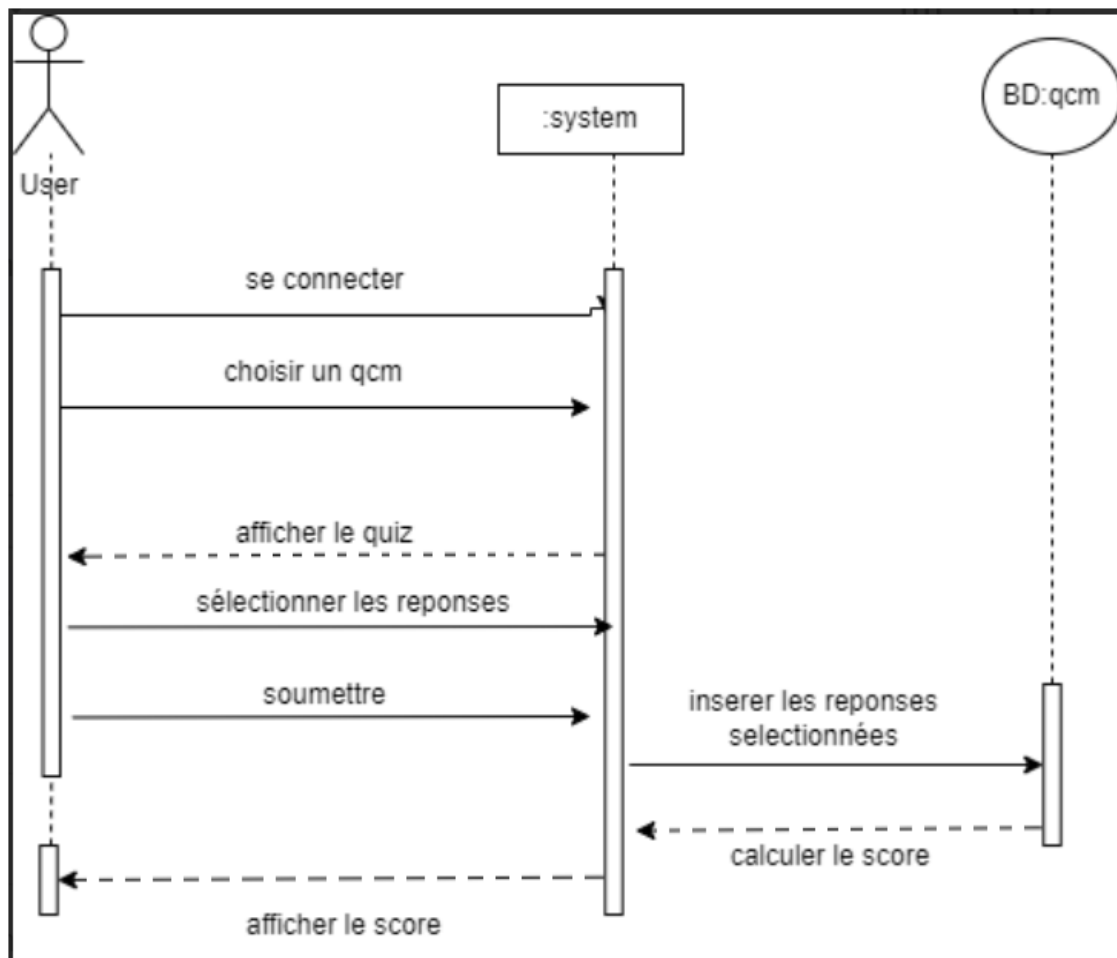 :system
BD:qcm
User
se connecter
choisir un qcm
afficher le quiz
sélectionner les reponses
soumettre
inserer les reponses
selectionnées
calculer le score
afficher le score